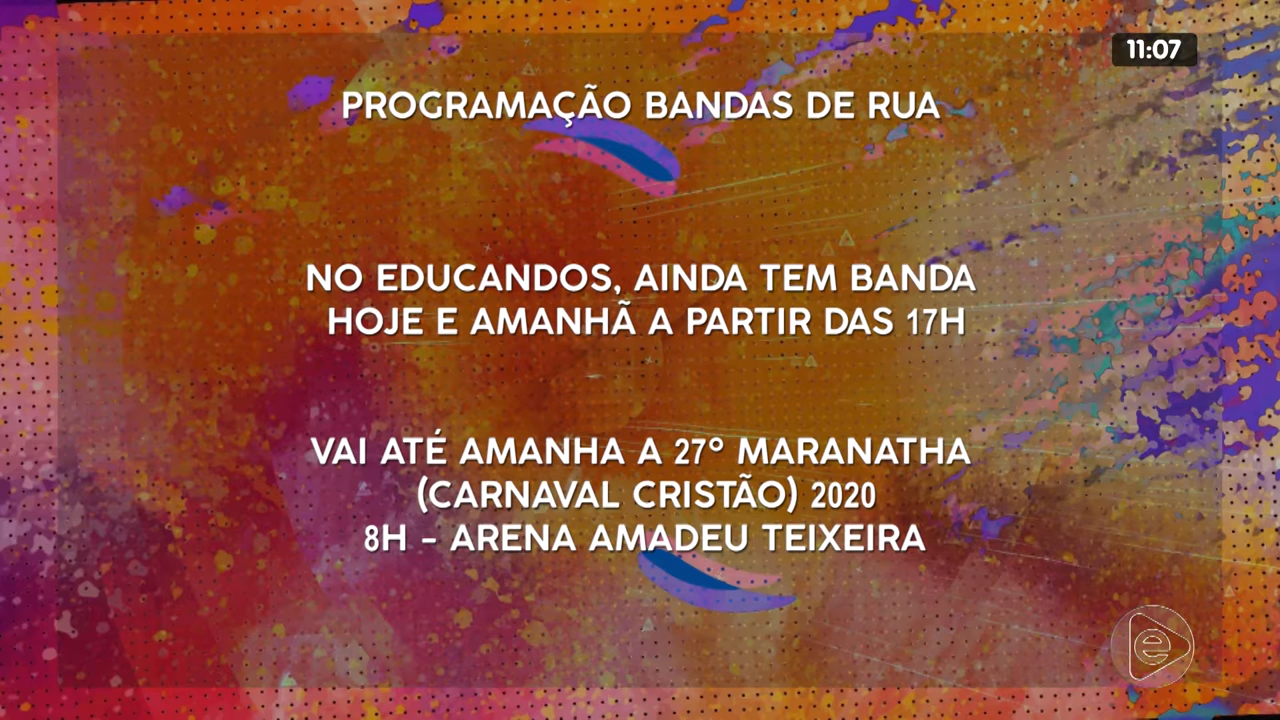 11:07
PROGRAMAÇÃO BANDAS DE RUA
NO EDUCANDOS, AINDA TEM BANDA
HOJE E AMANHÃ A PARTIR DAS 17H
VAI ATÉ AMANHA A 27° MARANATHA
(CARNAVAL CRISTÃO) 2020
8H - ARENA AMADEU TEIXEIRA
e